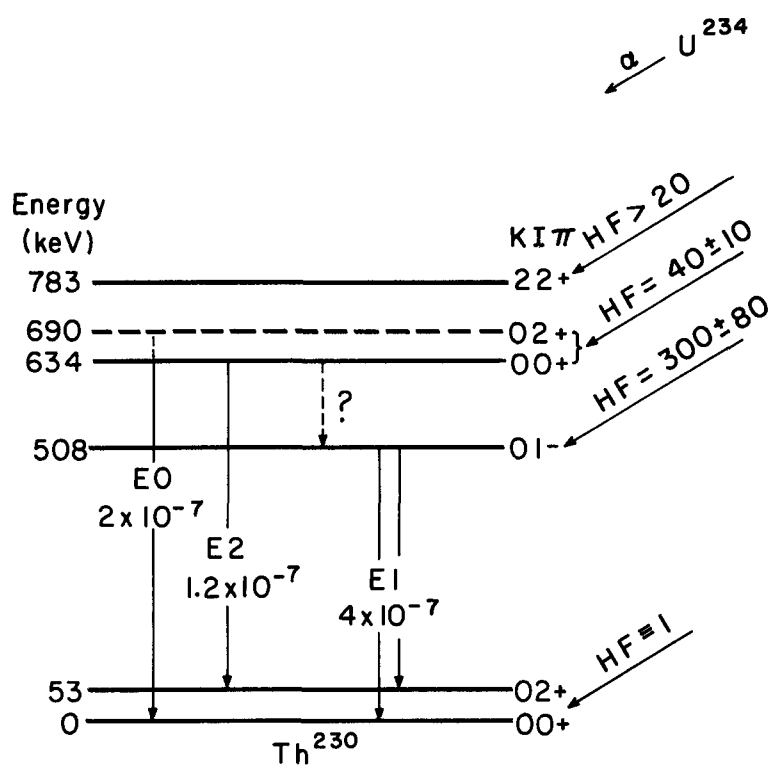 α U²³⁴
Energy
(keV)
KIπ
HF > 20
783 22+
HF = 40±10
690 02+
634 00+
HF = 300±80
?
508 01-
E0
2x10⁻⁷
E2
1.2x10⁻⁷
E1
4x10⁻⁷
HF≡1
53 02+
0 00+
Th²³⁰